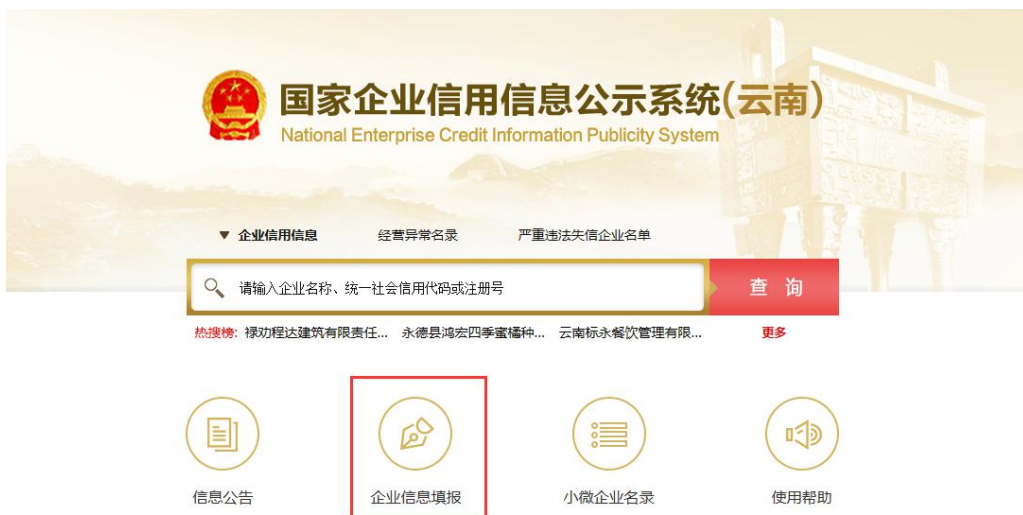 国家企业信用信息公示系统(云南)
National Enterprise Credit Information Publicity System
▼ 企业信用信息 经营异常名录 严重违法失信企业名单
请输入企业名称、统一社会信用代码或注册号 查 询
热搜榜: 禄劝程达建筑有限责任... 永德县鸿宏四季蜜橘种... 云南标永餐饮管理有限... 更多
信息公告 企业信息填报 小微企业名录 使用帮助